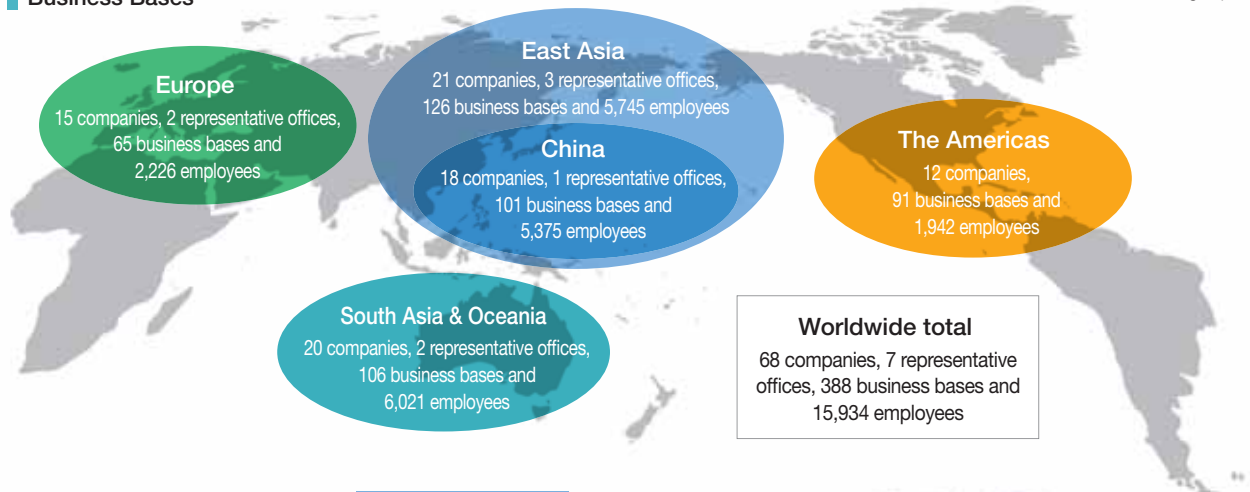 Business Bases
Europe
15 companies, 2 representative offices,
65 business bases and
2,226 employees
East Asia
21 companies, 3 representative offices,
126 business bases and 5,745 employees
China
18 companies, 1 representative offices,
101 business bases and
5,375 employees
The Americas
12 companies,
91 business bases and
1,942 employees
South Asia & Oceania
20 companies, 2 representative offices,
106 business bases and
6,021 employees
Worldwide total
68 companies, 7 representative
offices, 388 business bases and
15,934 employees